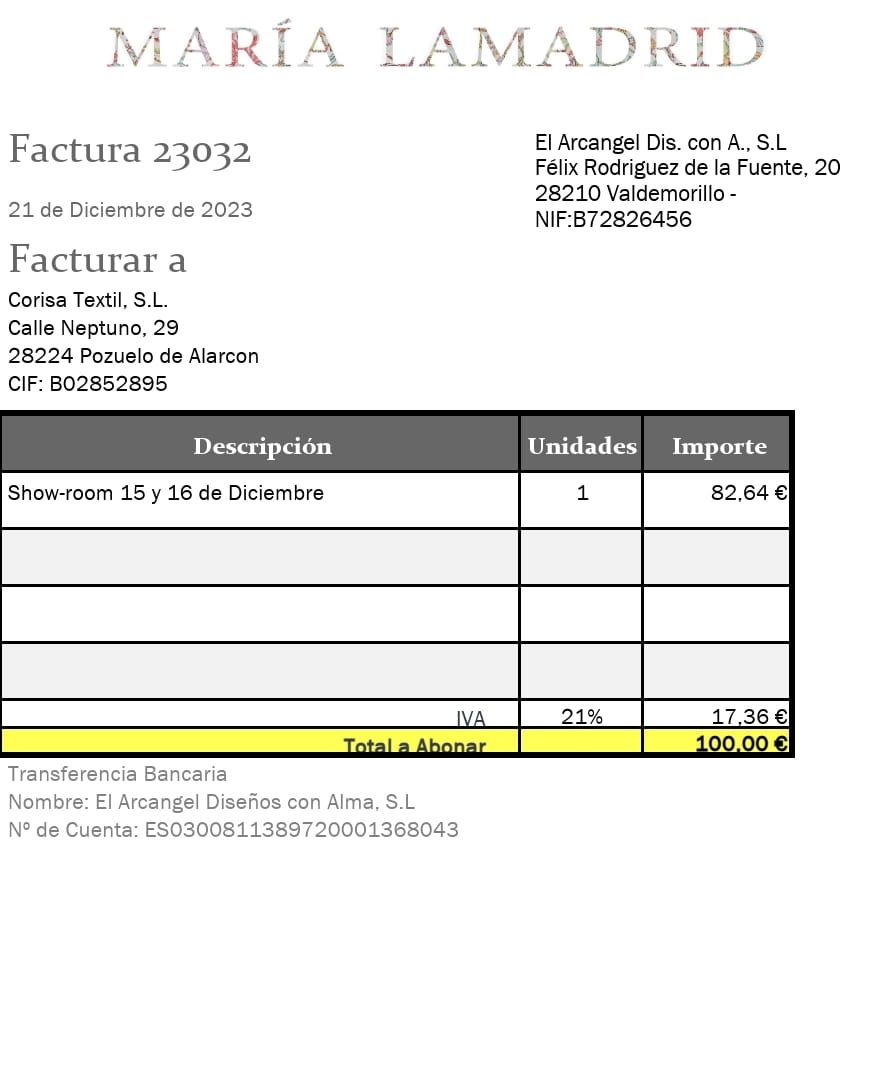 MARÍA LAMADRID
Factura 23032
21 de Diciembre de 2023
El Arcangel Dis. con A., S.L
Félix Rodriguez de la Fuente, 20
28210 Valdemorillo -
NIF:B72826456
Facturar a
Corisa Textil, S.L.
Calle Neptuno, 29
28224 Pozuelo de Alarcon
CIF: B02852895
Descripción Unidades Importe
Show-room 15 y 16 de Diciembre 1 82,64 €
IVA 21% 17,36 €
Total a Abonar 100,00 €
Transferencia Bancaria
Nombre: El Arcangel Diseños con Alma, S.L
Nº de Cuenta: ES0300811389720001368043